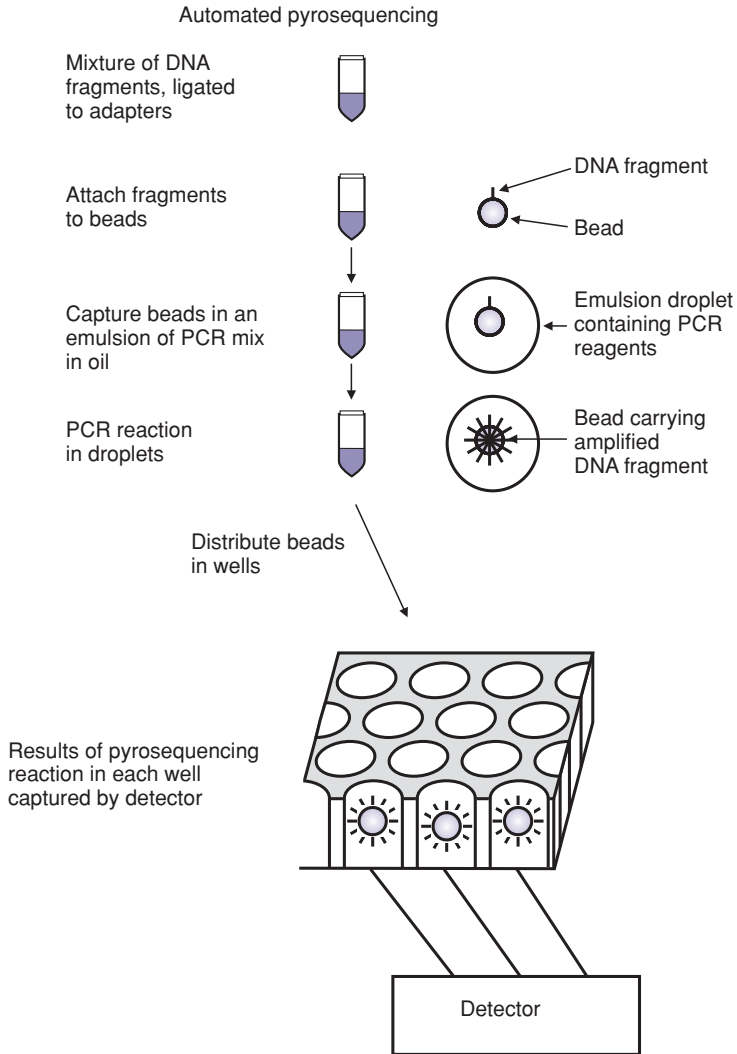 Automated pyrosequencing
Mixture of DNA
fragments, ligated
to adapters
Attach fragments
to beads
DNA fragment
Bead
Capture beads in an
emulsion of PCR mix
in oil
Emulsion droplet
containing PCR
reagents
PCR reaction
in droplets
Bead carrying
amplified
DNA fragment
Distribute beads
in wells
Results of pyrosequencing
reaction in each well
captured by detector
Detector